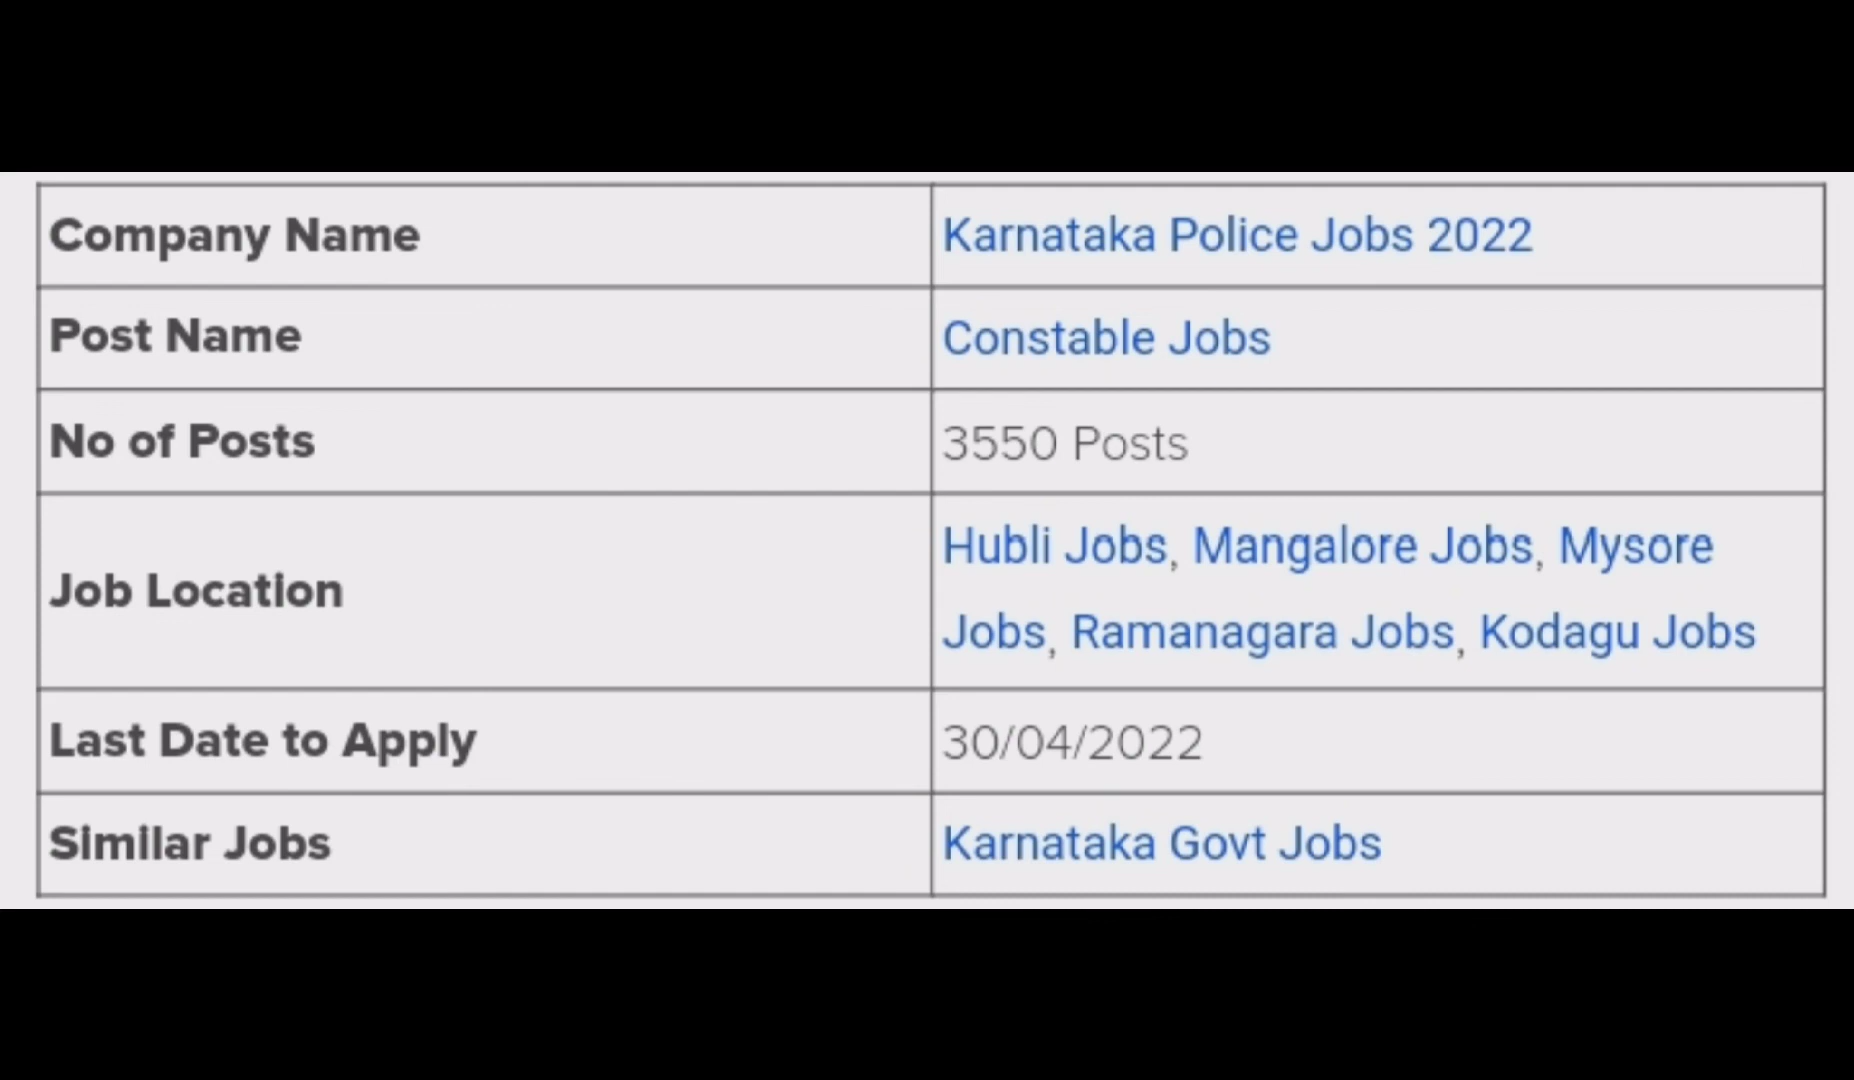 Company Name
Karnataka Police Jobs 2022
Post Name
Constable Jobs
No of Posts
3550 Posts
Job Location
Hubli Jobs, Mangalore Jobs, Mysore
Jobs, Ramanagara Jobs, Kodagu Jobs
Last Date to Apply
30/04/2022
Similar Jobs
Karnataka Govt Jobs